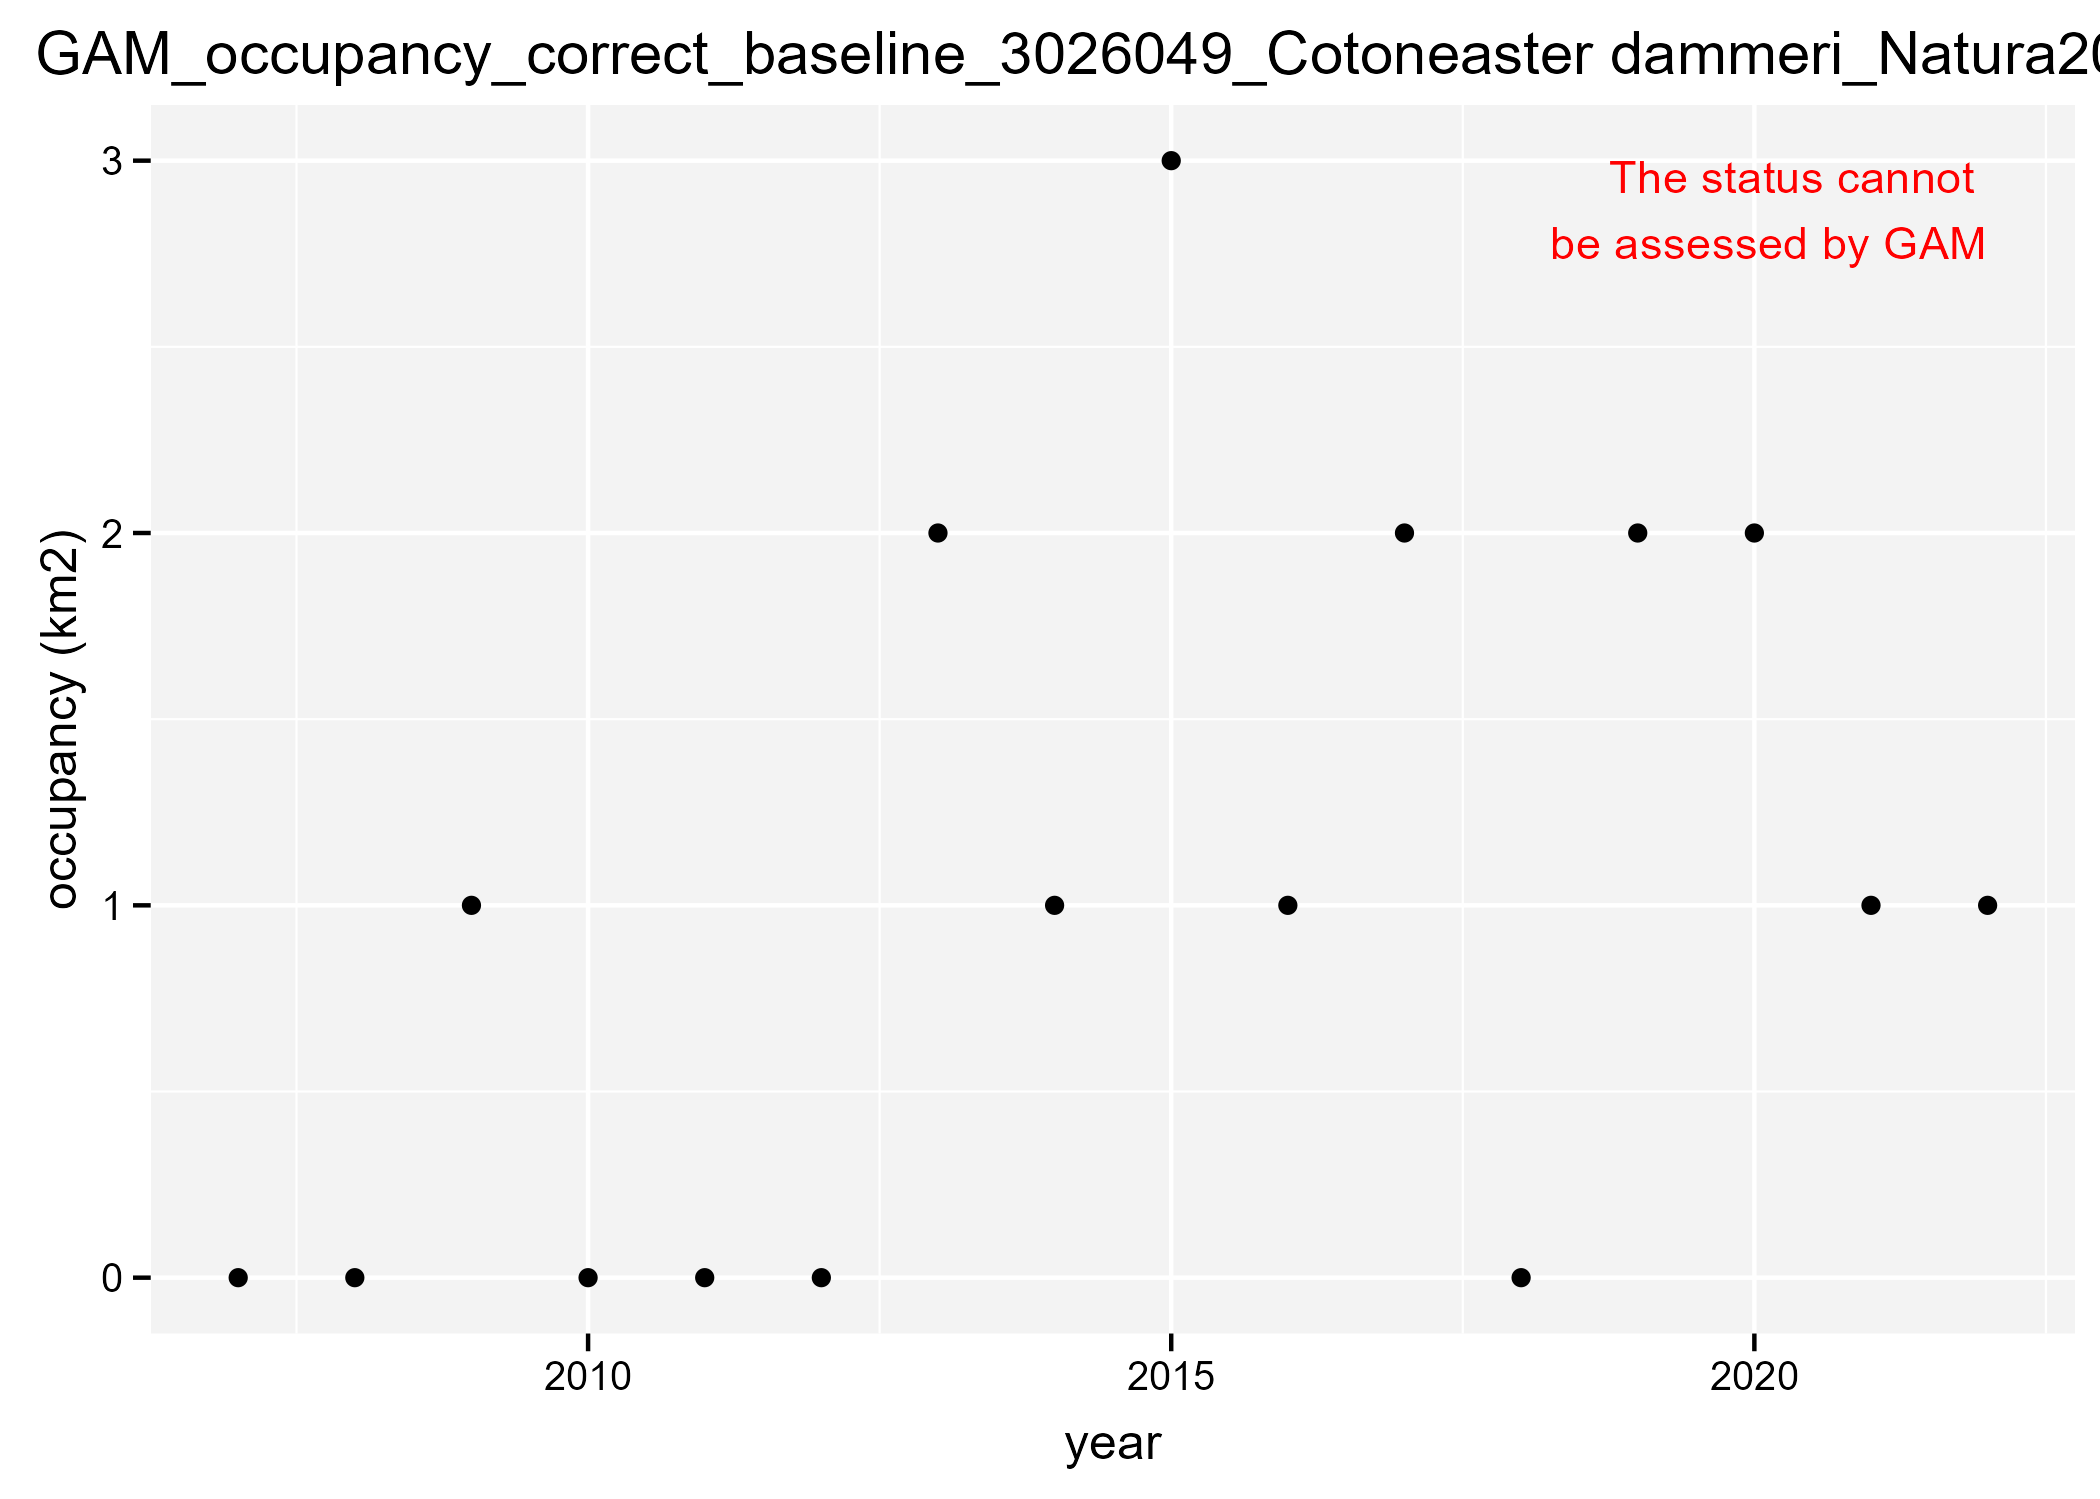 GAM_occupancy_correct_baseline_3026049_Cotoneaster dammeri_Natura20
The status cannot
be assessed by GAM
3
2
1
0
occupancy (km2)
2010
2015
2020
year